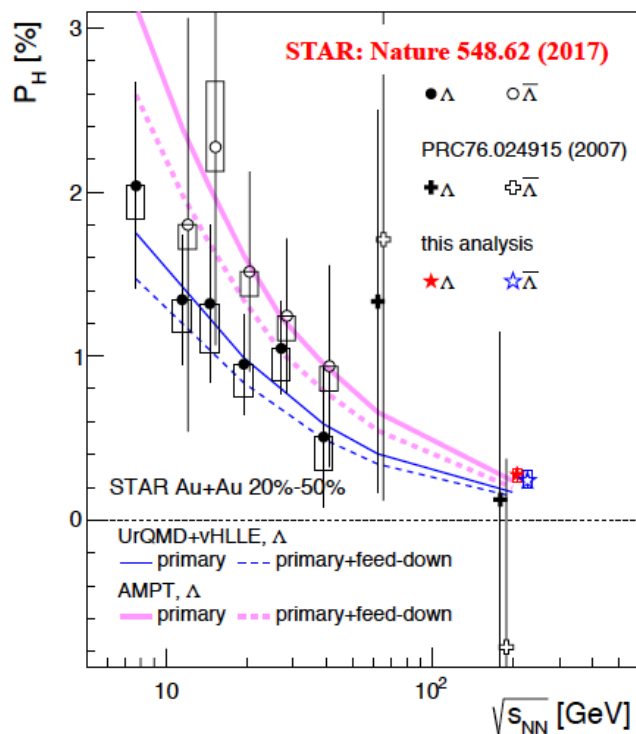 P_H [%]
3
2
1
0
STAR: Nature 548.62 (2017)
Λ Λ̅
PRC76.024915 (2007)
Λ Λ̅
this analysis
Λ Λ̅
STAR Au+Au 20%-50%
UrQMD+vHLLE, Λ
primary primary+feed-down
AMPT, Λ
primary primary+feed-down
10 10²
√s_NN [GeV]